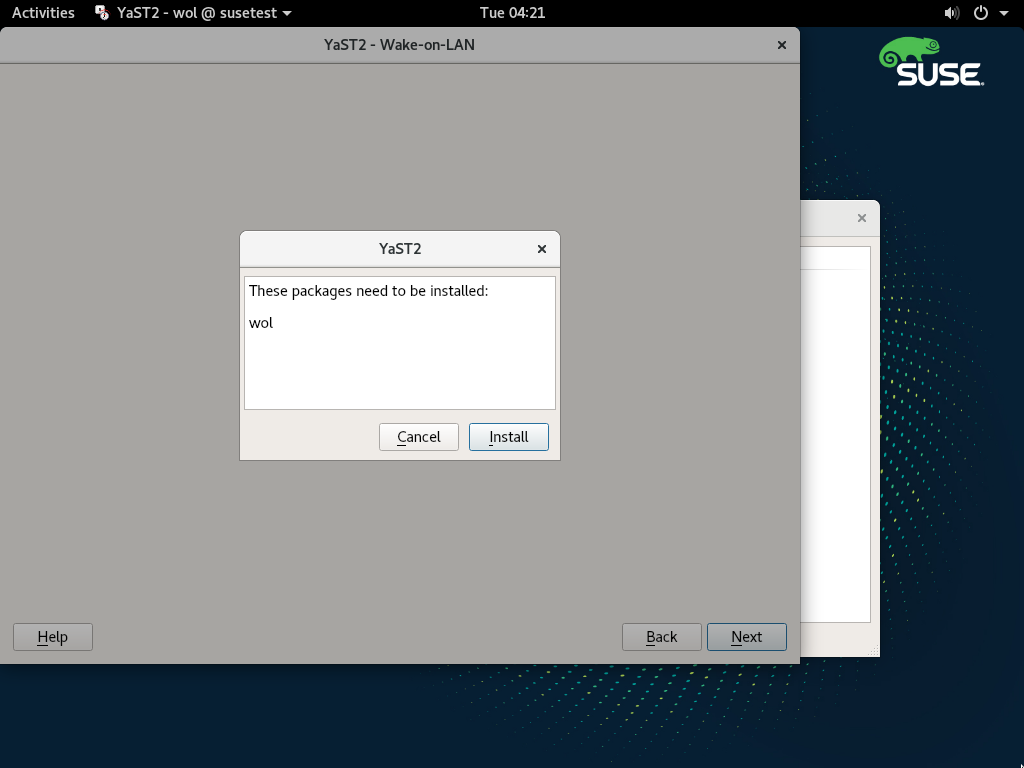 Activities
YaST2 - wol @ susetest
Tue 04:21
YaST2 - Wake-on-LAN
SUSE
YaST2
These packages need to be installed:
wol
Cancel
Install
Help
Back
Next